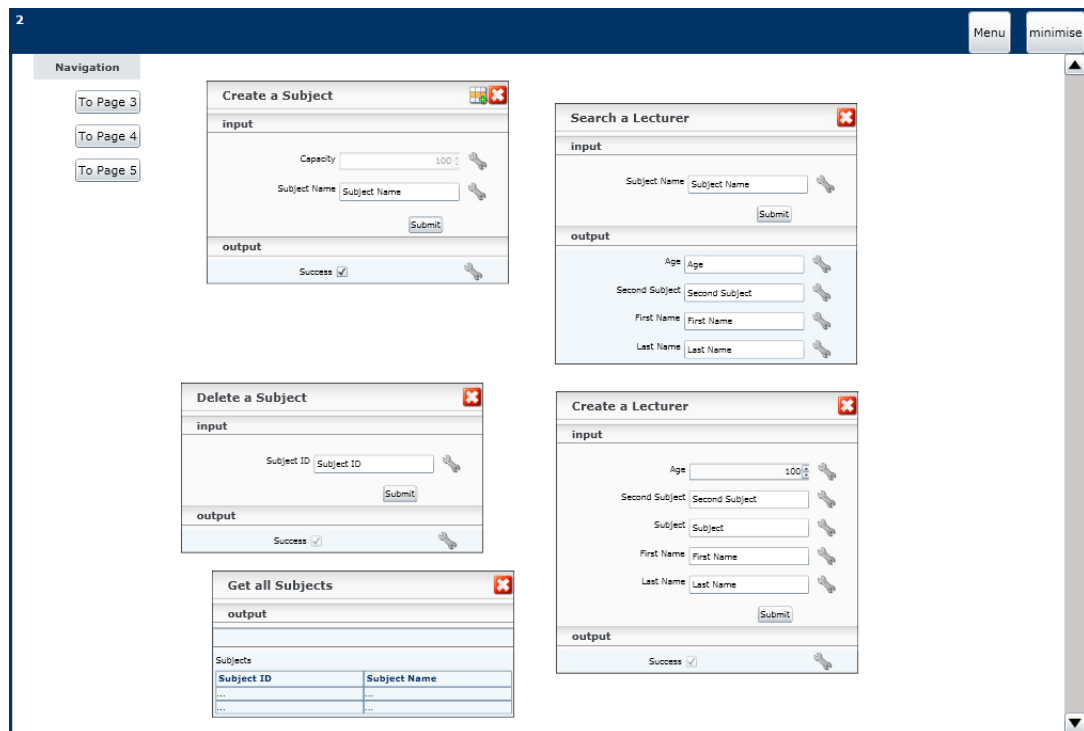 2
Menu
minimise
Navigation
To Page 3
To Page 4
To Page 5
Create a Subject
input
Capacity 100
Subject Name Subject Name
Submit
output
Success
Search a Lecturer
input
Subject Name Subject Name
Submit
output
Age Age
Second Subject Second Subject
First Name First Name
Last Name Last Name
Delete a Subject
input
Subject ID Subject ID
Submit
output
Success
Create a Lecturer
input
Age 100
Second Subject Second Subject
Subject Subject
First Name First Name
Last Name Last Name
Submit
output
Success
Get all Subjects
output
Subjects
Subject ID Subject Name
... ...
... ...